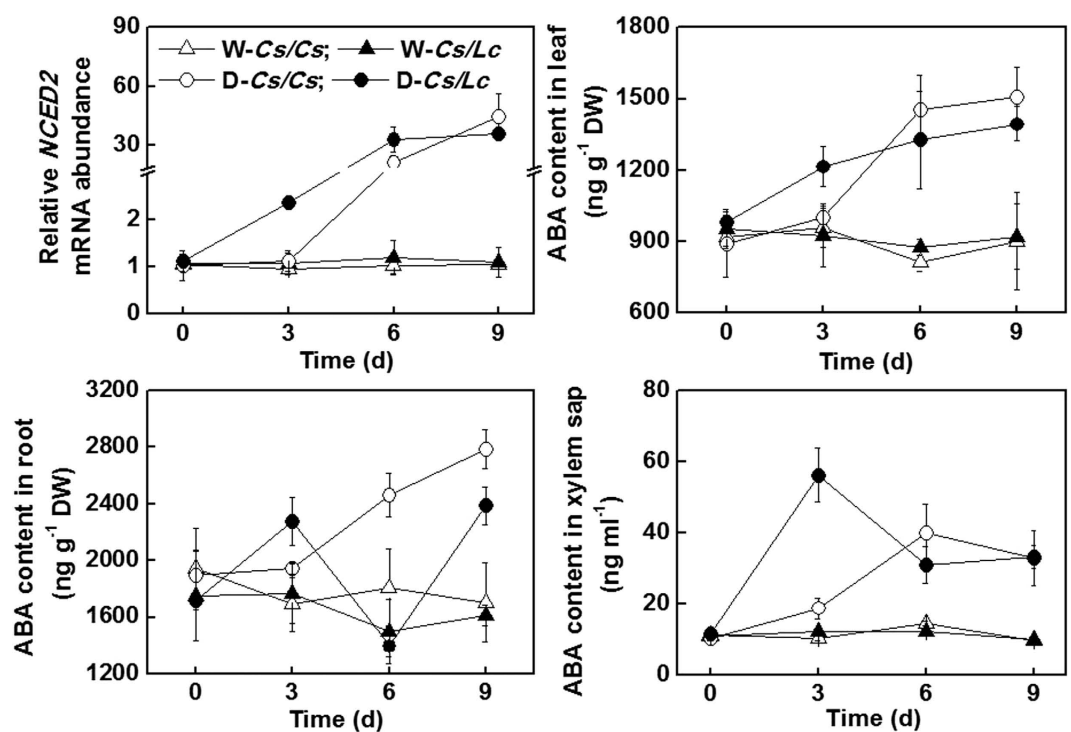 Relative NCED2
mRNA abundance
90
60
30
2
1
0
W-Cs/Cs; W-Cs/Lc
D-Cs/Cs; D-Cs/Lc
0 3 6 9
Time (d)
ABA content in leaf
(ng g-1 DW)
1800
1500
1200
900
600
0 3 6 9
Time (d)
ABA content in root
(ng g-1 DW)
3200
2800
2400
2000
1600
1200
0 3 6 9
Time (d)
ABA content in xylem sap
(ng ml-1)
80
60
40
20
0
0 3 6 9
Time (d)